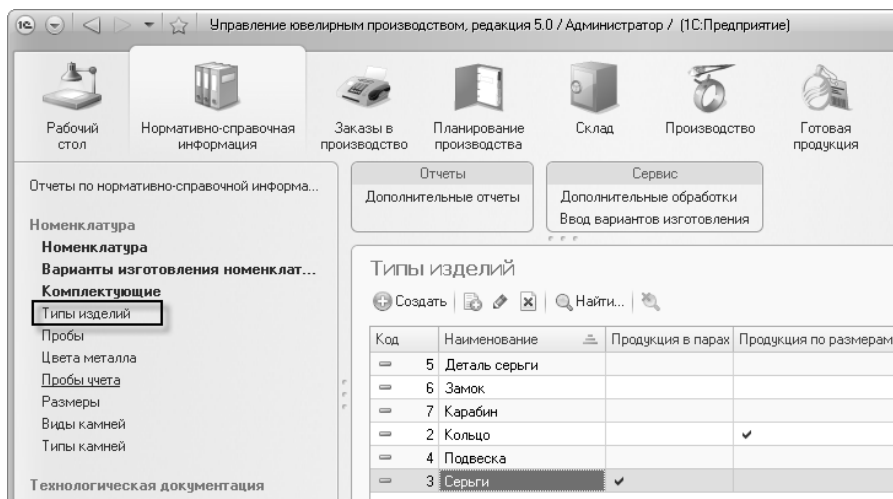 1С Управление ювелирным производством, редакция 5.0 / Администратор / (1С:Предприятие)
Рабочий стол
Нормативно-справочная информация
Заказы в производство
Планирование производства
Склад
Производство
Готовая продукция
Отчеты по нормативно-справочной информа...
Номенклатура
Номенклатура
Варианты изготовления номенклат...
Комплектующие
Типы изделий
Пробы
Цвета металла
Пробы учета
Размеры
Виды камней
Типы камней
Технологическая документация
Отчеты
Дополнительные отчеты
Сервис
Дополнительные обработки
Ввод вариантов изготовления
Типы изделий
Создать Найти...
Код Наименование Продукция в парах Продукция по размерам
5 Деталь серьги
6 Замок
7 Карабин
2 Кольцо
4 Подвеска
3 Серьги